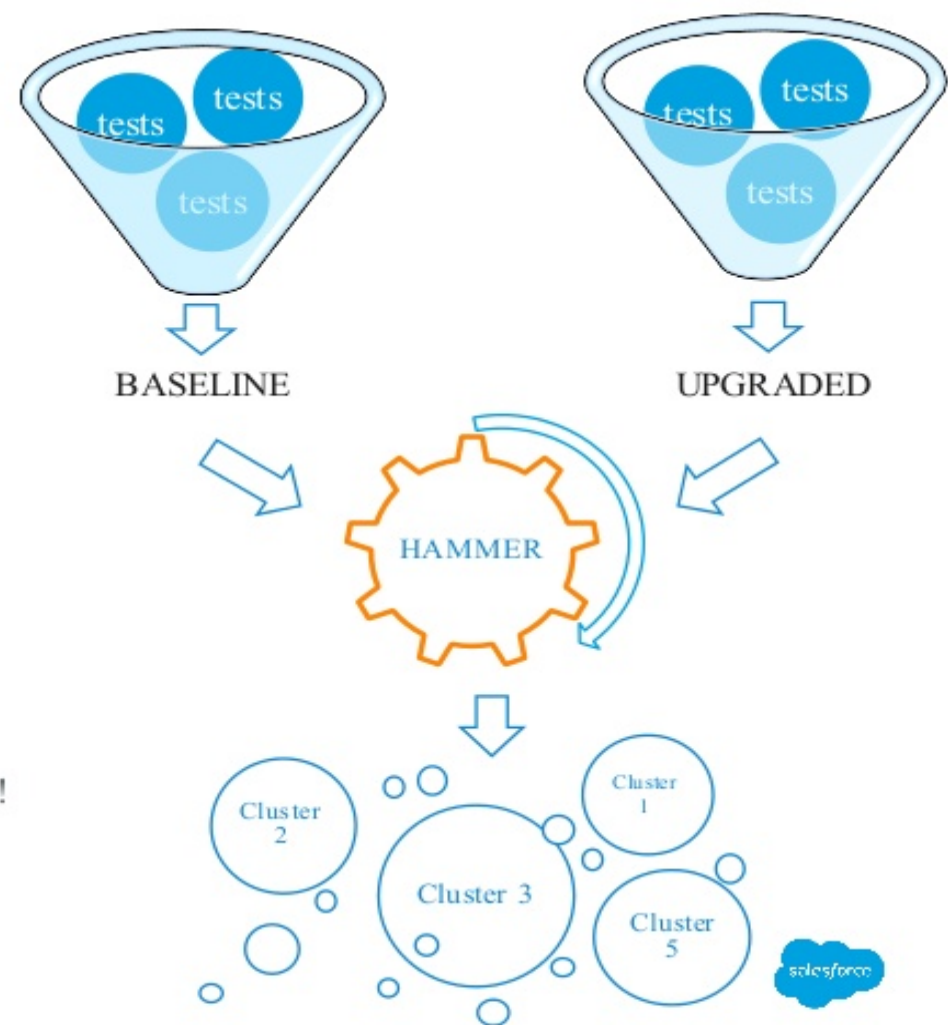 tests
tests
tests
tests
tests
tests
BASELINE
UPGRADED
HAMMER
!
Cluster
2
Cluster
1
Cluster 3
Cluster
5
salesforce